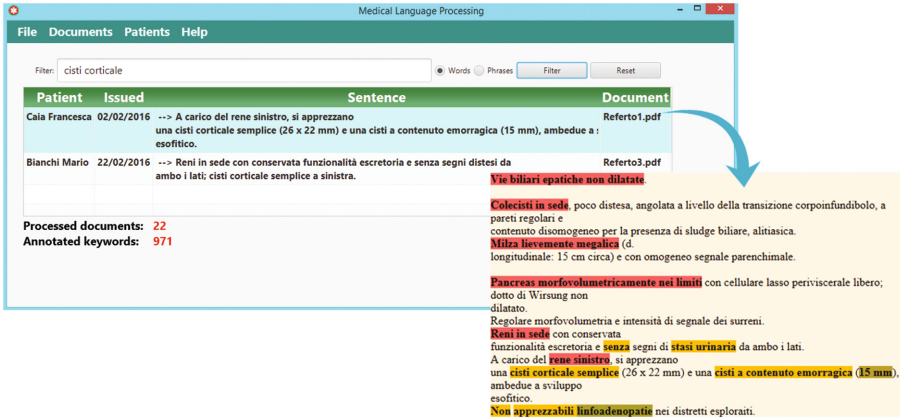 Medical Language Processing
File Documents Patients Help
Filter: cisti corticale Words Phrases Filter Reset
Patient Issued Sentence Document
Caia Francesca 02/02/2016 --> A carico del rene sinistro, si apprezzano Referto1.pdf
una cisti corticale semplice (26 x 22 mm) e una cisti a contenuto emorragica (15 mm), ambedue a s
esofitico.
Bianchi Mario 22/02/2016 --> Reni in sede con conservata funzionalità escretoria e senza segni distesi da Referto3.pdf
ambo i lati; cisti corticale semplice a sinistra.
Processed documents: 22
Annotated keywords: 971
Vie biliari epatiche non dilatate.
Colecisti in sede, poco distesa, angolata a livello della transizione corpoinfundibolo, a
pareti regolari e
contenuto disomogeneo per la presenza di sludge biliare, alitiasica.
Milza lievemente megalica (d.
longitudinale: 15 cm circa) e con omogeneo segnale parenchimale.
Pancreas morfovolumetricamente nei limiti con cellulare lasso periviscerale libero;
dotto di Wirsung non
dilatato.
Regolare morfovolumetria e intensità di segnale dei surreni.
Reni in sede con conservata
funzionalità escretoria e senza segni di stasi urinaria da ambo i lati.
A carico del rene sinistro, si apprezzano
una cisti corticale semplice (26 x 22 mm) e una cisti a contenuto emorragica (15 mm),
ambedue a sviluppo
esofitico.
Non apprezzabili linfoadenopatie nei distretti esploraiti.